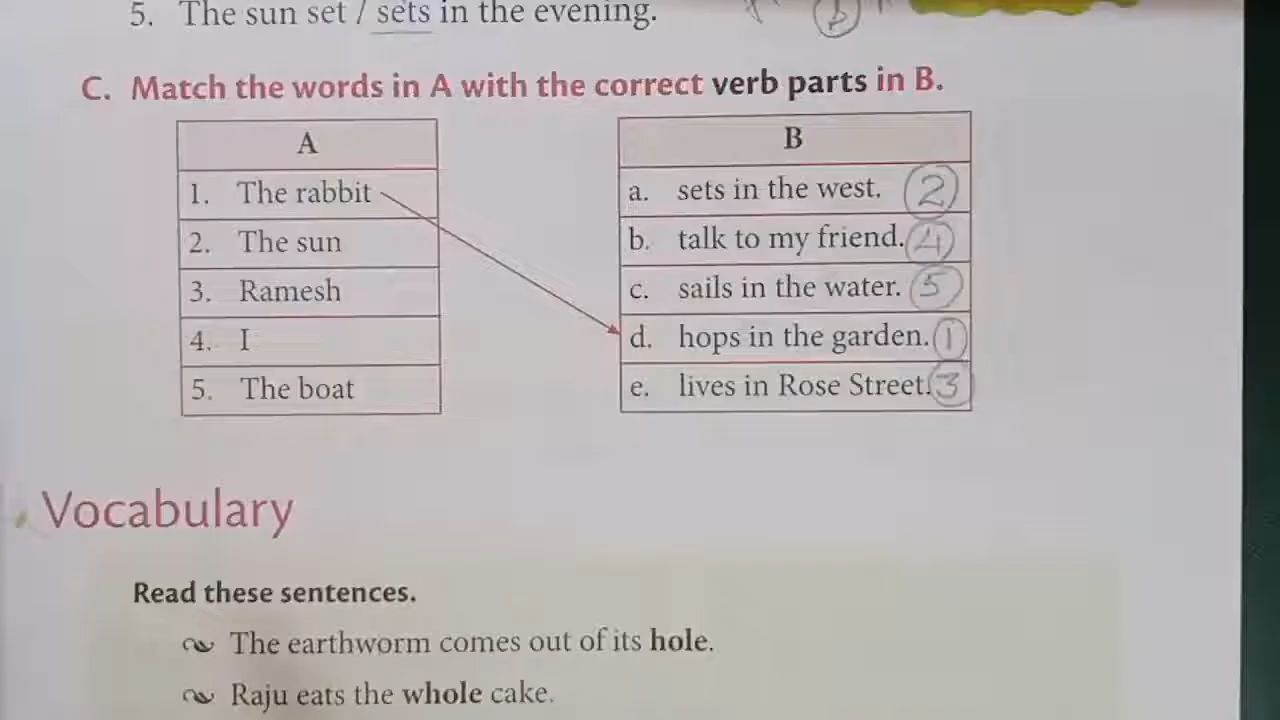 5. The sun set / sets in the evening.
C. Match the words in A with the correct verb parts in B.
A
1. The rabbit
2. The sun
3. Ramesh
4. I
5. The boat
B
a. sets in the west. 2
b. talk to my friend. 4
c. sails in the water. 5
d. hops in the garden. 1
e. lives in Rose Street. 3
Vocabulary
Read these sentences.
The earthworm comes out of its hole.
Raju eats the whole cake.